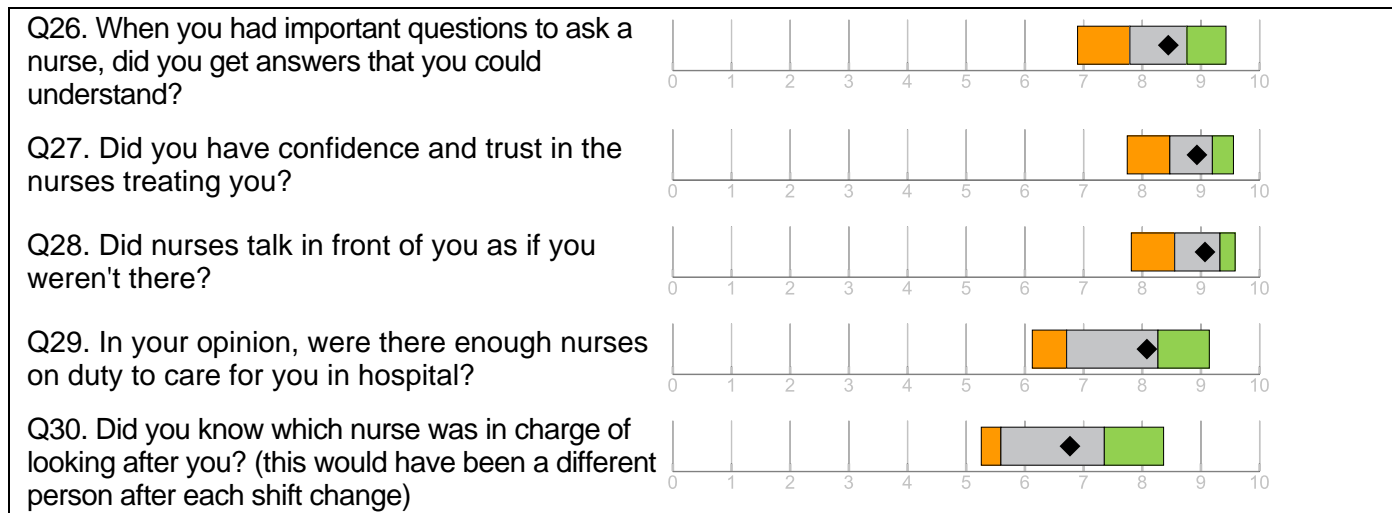 Q26. When you had important questions to ask a
nurse, did you get answers that you could
understand?
0 1 2 3 4 5 6 7 8 9 10
Q27. Did you have confidence and trust in the
nurses treating you?
0 1 2 3 4 5 6 7 8 9 10
Q28. Did nurses talk in front of you as if you
weren't there?
0 1 2 3 4 5 6 7 8 9 10
Q29. In your opinion, were there enough nurses
on duty to care for you in hospital?
0 1 2 3 4 5 6 7 8 9 10
Q30. Did you know which nurse was in charge of
looking after you? (this would have been a different
person after each shift change)
0 1 2 3 4 5 6 7 8 9 10